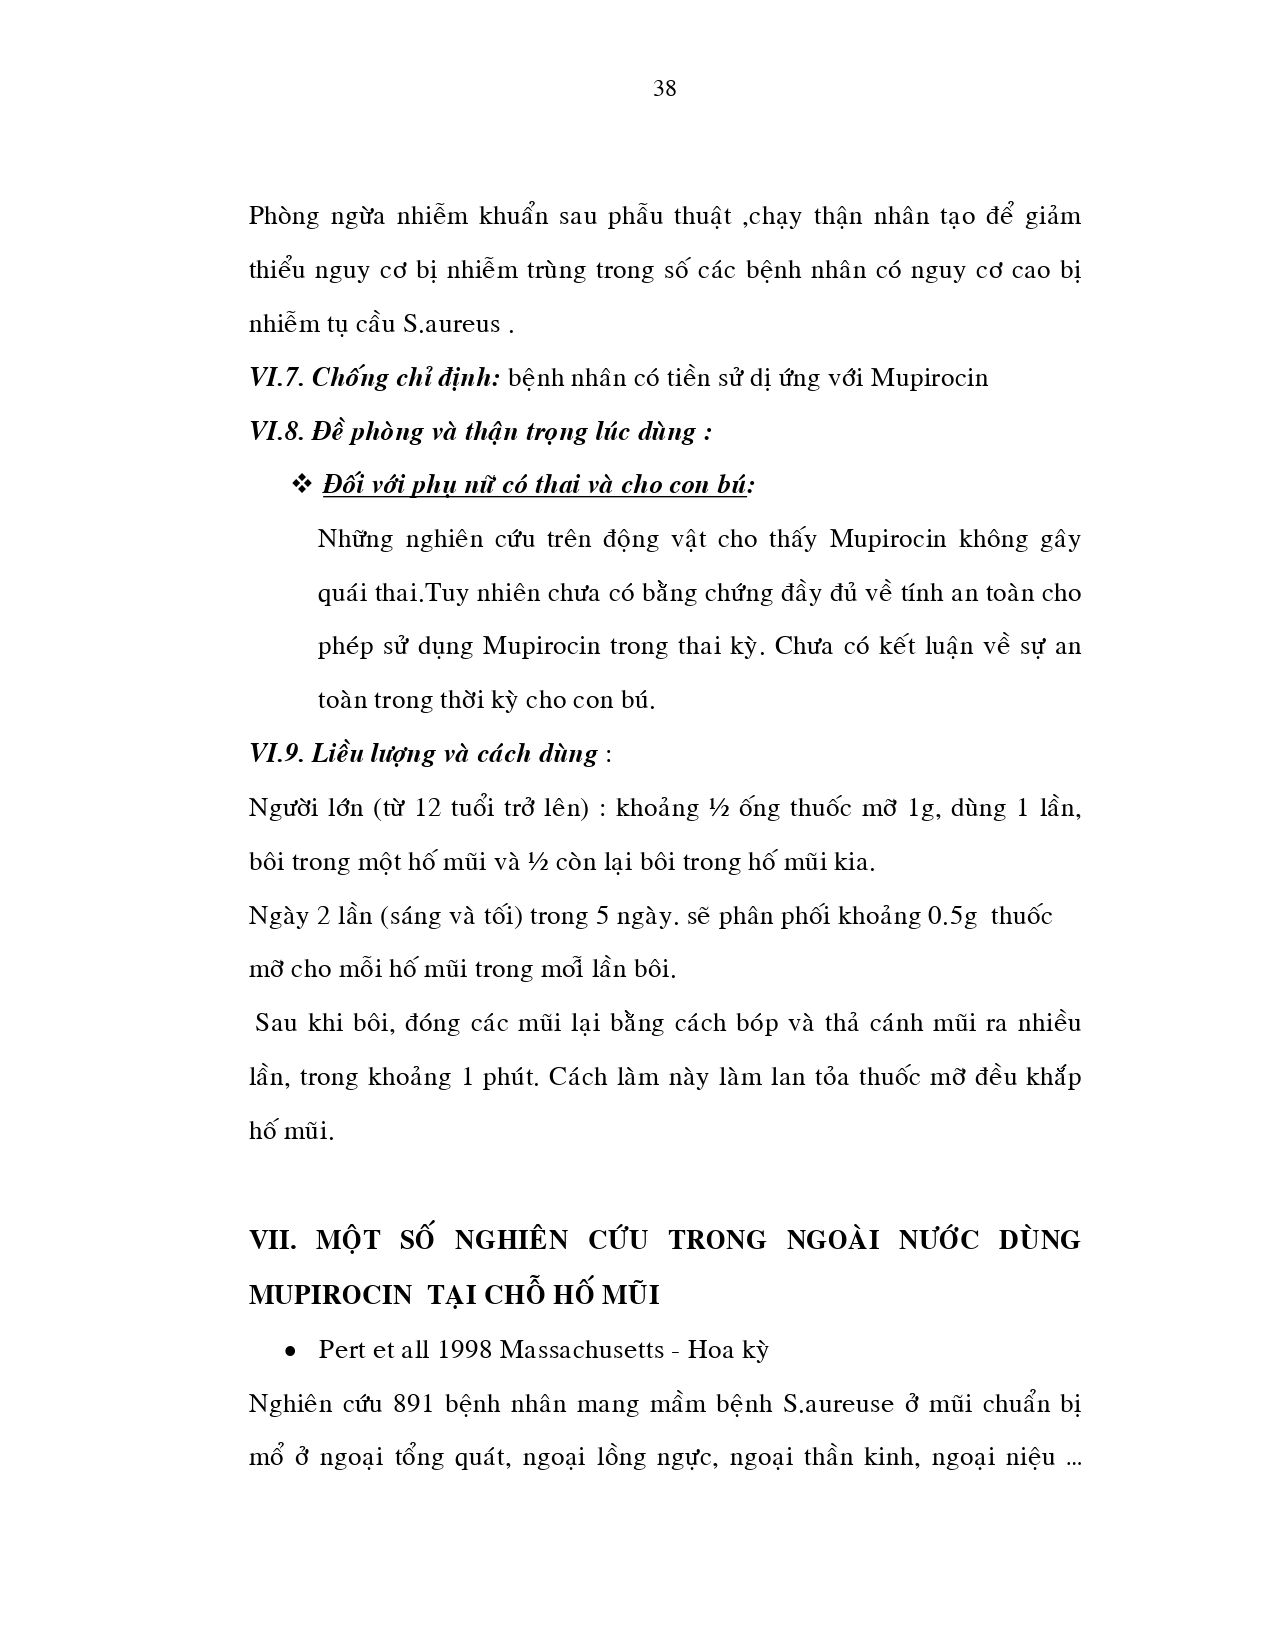 38
Phòng ngừa nhiễm khuẩn sau phẫu thuật ,chạy thận nhân tạo để giảm
thiểu nguy cơ bị nhiễm trùng trong số các bệnh nhân có nguy cơ cao bị
nhiễm tụ cầu S.aureus .
VI.7. Chống chỉ định: bệnh nhân có tiền sử dị ứng với Mupirocin
VI.8. Đề phòng và thận trọng lúc dùng :
❖ Đối với phụ nữ có thai và cho con bú:
Những nghiên cứu trên động vật cho thấy Mupirocin không gây
quái thai.Tuy nhiên chưa có bằng chứng đầy đủ về tính an toàn cho
phép sử dụng Mupirocin trong thai kỳ. Chưa có kết luận về sự an
toàn trong thời kỳ cho con bú.
VI.9. Liều lượng và cách dùng :
Người lớn (từ 12 tuổi trở lên) : khoảng ½ ống thuốc mỡ 1g, dùng 1 lần,
bôi trong một hố mũi và ½ còn lại bôi trong hố mũi kia.
Ngày 2 lần (sáng và tối) trong 5 ngày. sẽ phân phối khoảng 0.5g  thuốc
mỡ cho mỗi hố mũi trong mỗi lần bôi.
Sau khi bôi, đóng các mũi lại bằng cách bóp và thả cánh mũi ra nhiều
lần, trong khoảng 1 phút. Cách làm này làm lan tỏa thuốc mỡ đều khắp
hố mũi.
VII. MỘT SỐ NGHIÊN CỨU TRONG NGOÀI NƯỚC DÙNG
MUPIROCIN  TẠI CHỖ HỐ MŨI
• Pert et all 1998 Massachusetts - Hoa kỳ
Nghiên cứu 891 bệnh nhân mang mầm bệnh S.aureuse ở mũi chuẩn bị
mổ ở ngoại tổng quát, ngoại lồng ngực, ngoại thần kinh, ngoại niệu ...